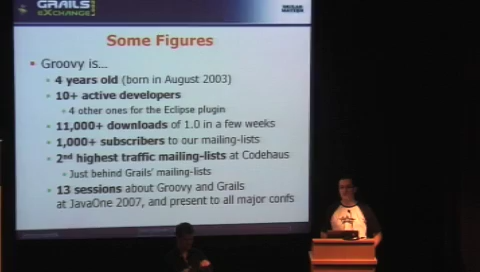 GRAILS
EXCHANGE
Some Figures
Groovy is...
4 years old (born in August 2003)
10+ active developers
4 other ones for the Eclipse plugin
11,000+ downloads of 1.0 in a few weeks
1,000+ subscribers to our mailing-lists
2nd highest traffic mailing-lists at Codehaus
Just behind Grails' mailing-lists
13 sessions about Groovy and Grails
at JavaOne 2007, and present to all major confs